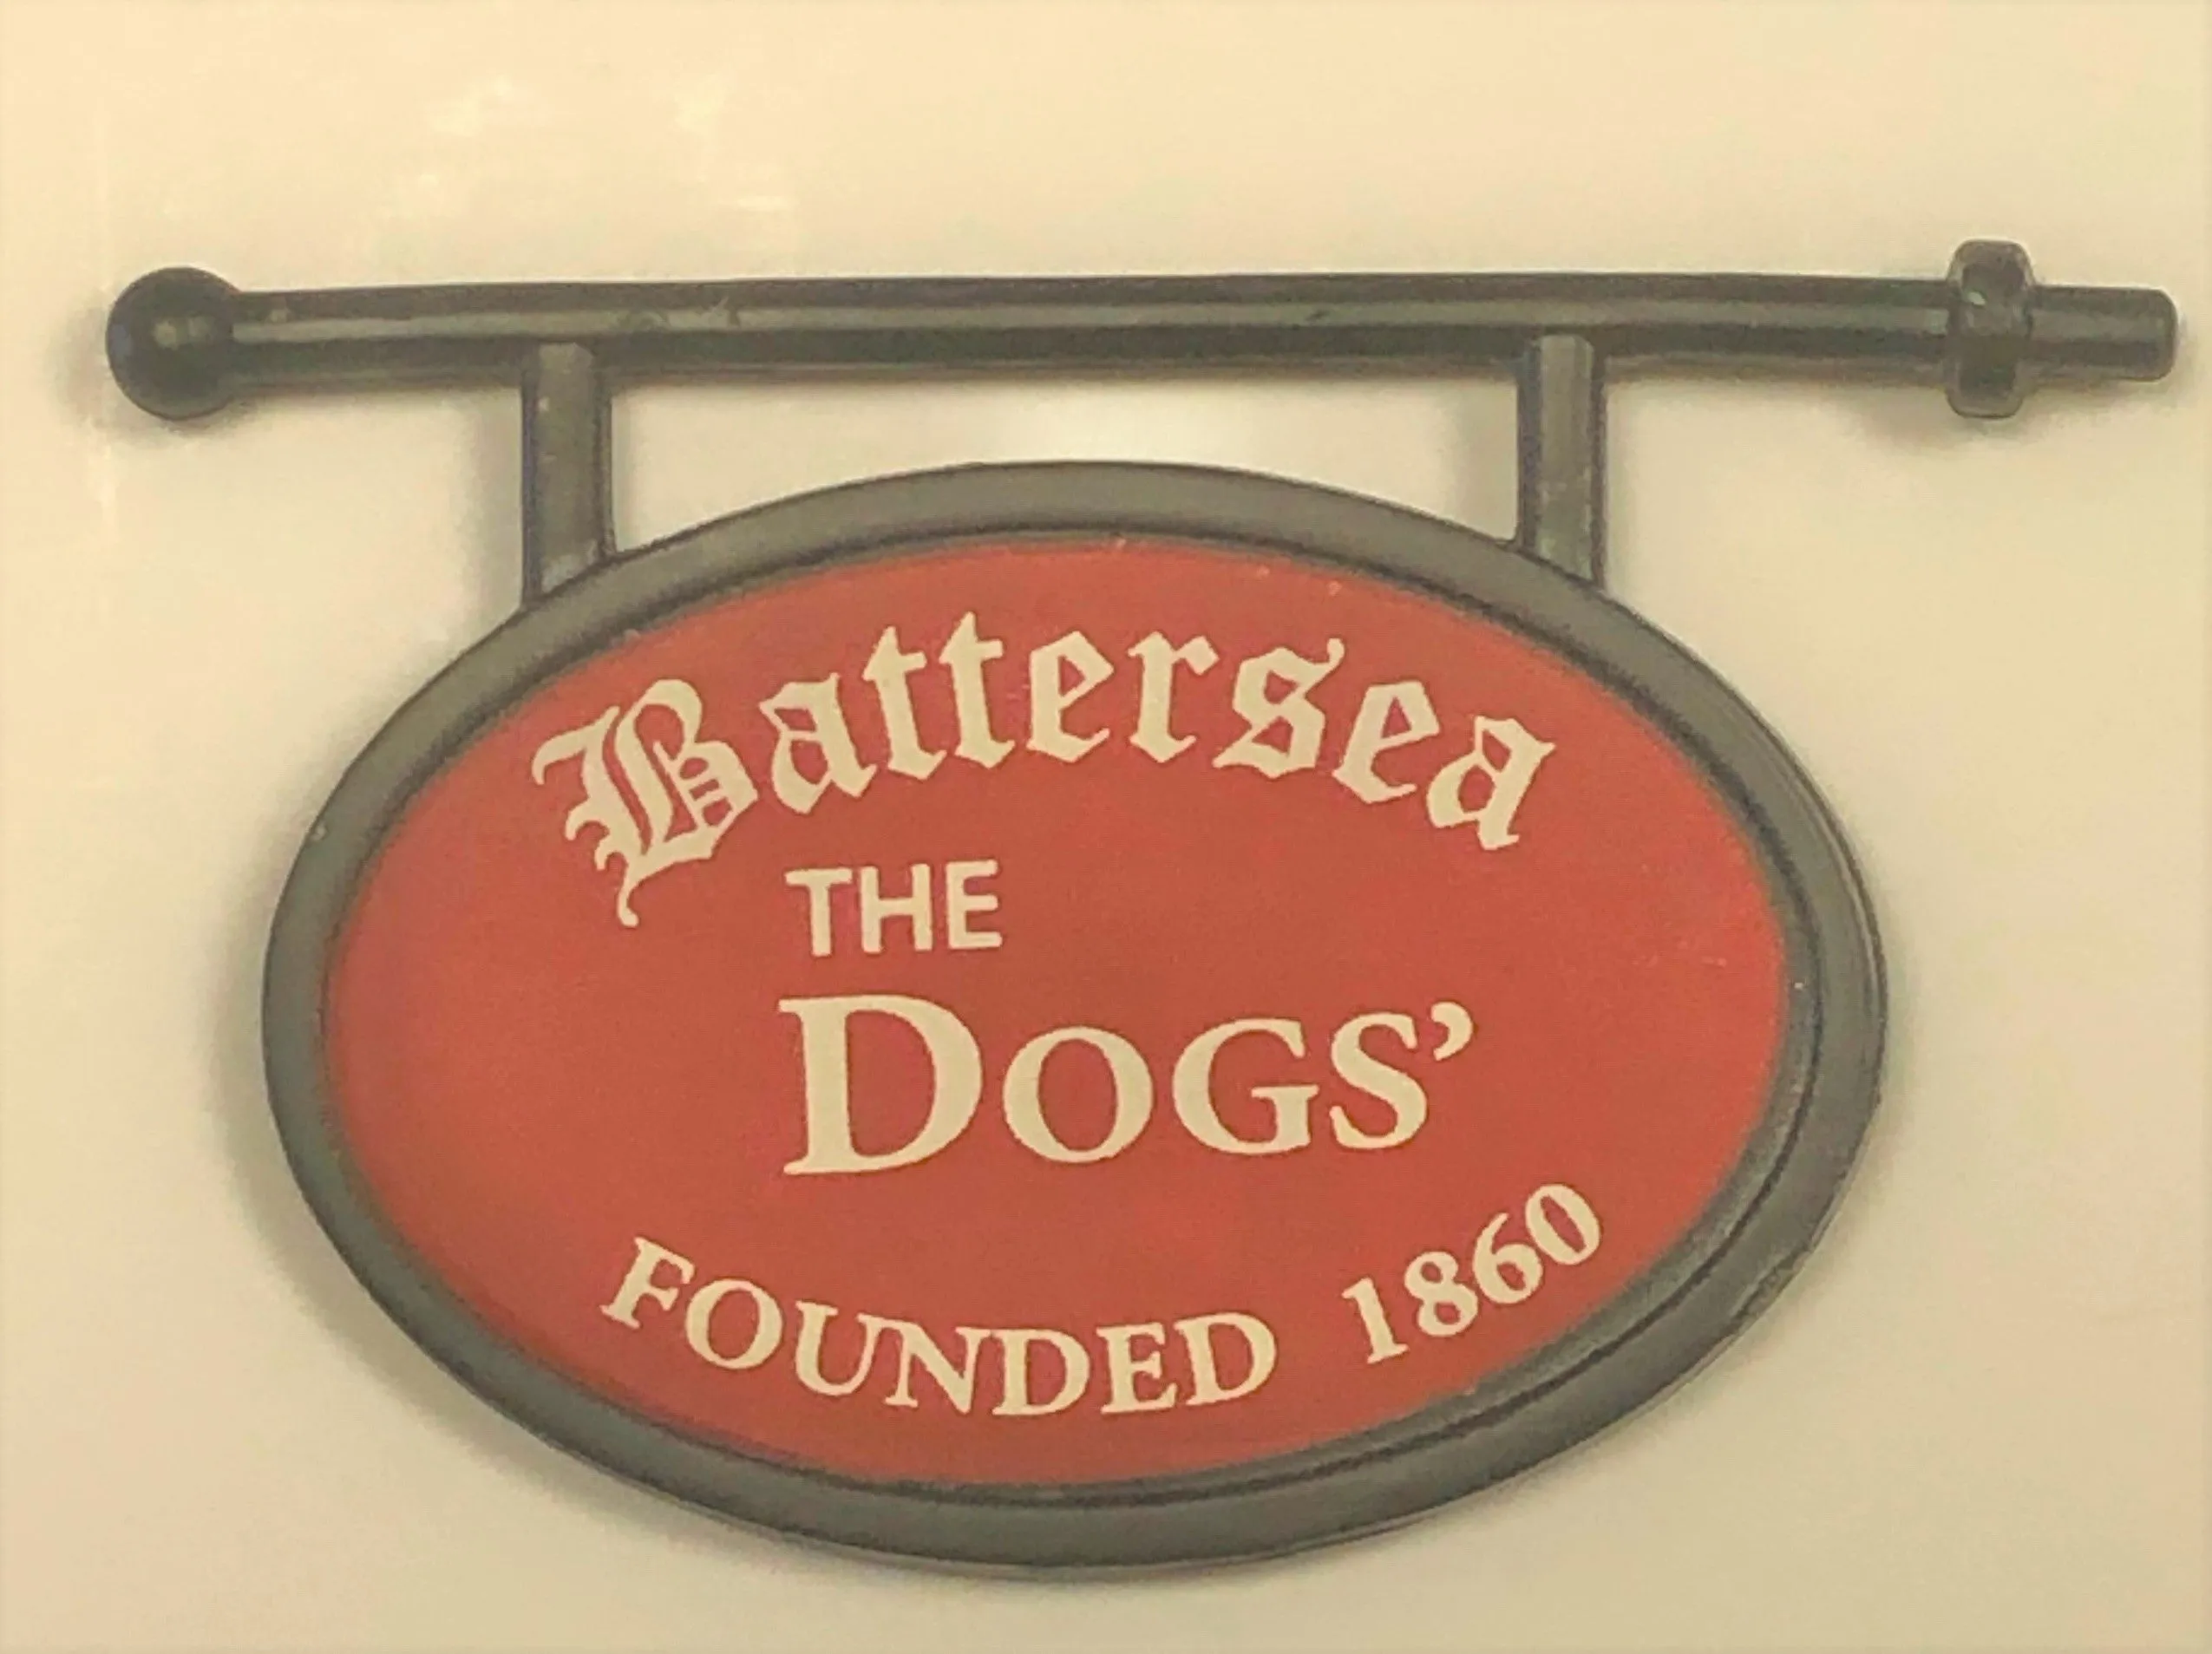 Battersea
THE
DOGS’
FOUNDED 1860